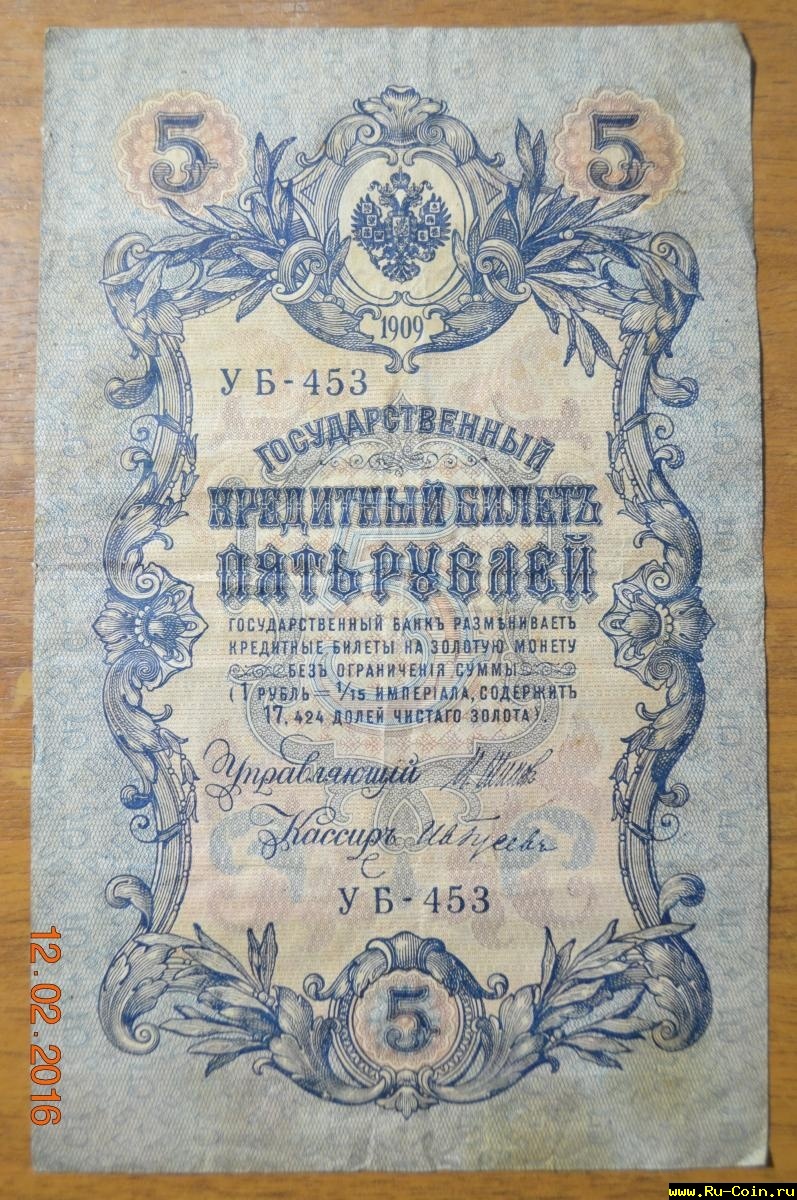 5 5
1909
УБ-453
ГОСУДАРСТВЕННЫЙ
КРЕДИТНЫЙ БИЛЕТЪ
ПЯТЬ РУБЛЕЙ
ГОСУДАРСТВЕННЫЙ БАНКЪ РАЗМѢНИВАЕТЪ
КРЕДИТНЫЕ БИЛЕТЫ НА ЗОЛОТУЮ МОНЕТУ
БЕЗЪ ОГРАНИЧЕНІЯ СУММЫ
(1 РУБЛЬ = 1/15 ИМПЕРІАЛА, СОДЕРЖИТЪ
17,424 ДОЛЕЙ ЧИСТАГО ЗОЛОТА).
Управляющій
Кассиръ Ив Гусевъ
УБ-453
5
12.02.2016
www.Ru-Coin.ru